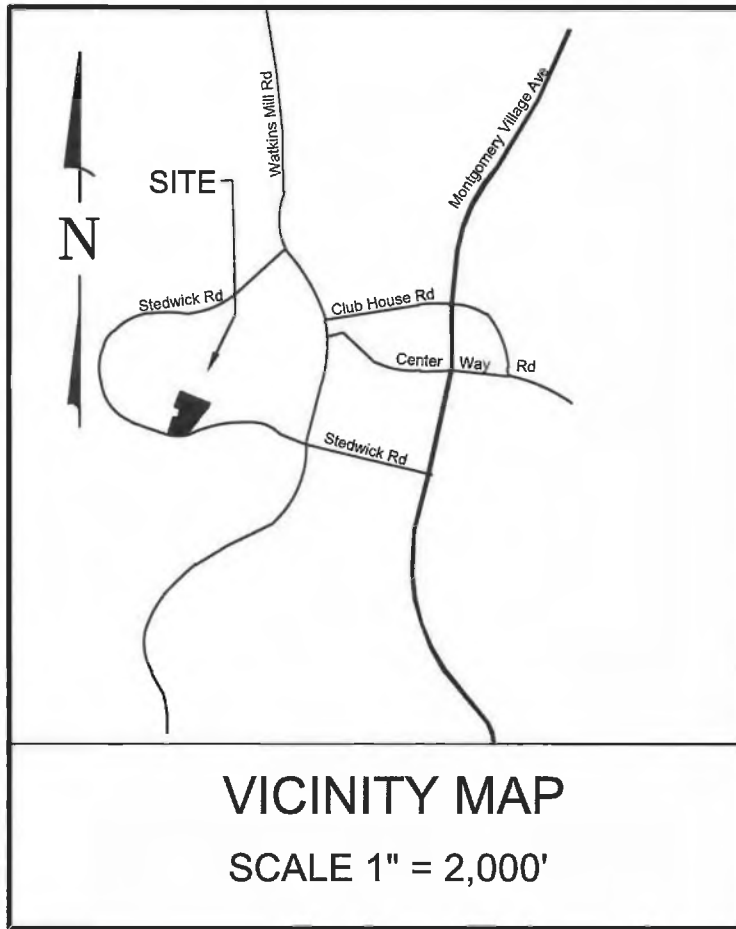 Watkins Mill Rd
Montgomery Village Ave
SITE
N
Stedwick Rd
Club House Rd
Center Way Rd
Stedwick Rd
VICINITY MAP
SCALE 1" = 2,000'